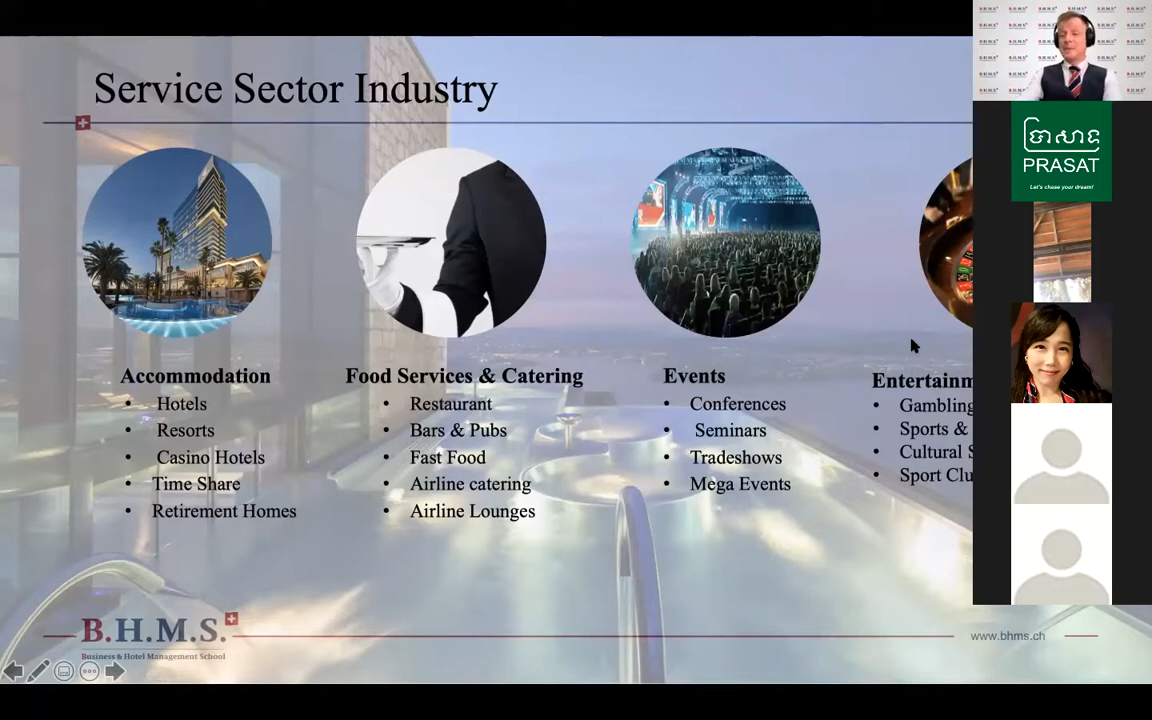 Service Sector Industry
ប្រាសាទ
PRASAT
Let's chase your dream!
Accommodation
• Hotels
• Resorts
• Casino Hotels
• Time Share
• Retirement Homes
Food Services & Catering
• Restaurant
• Bars & Pubs
• Fast Food
• Airline catering
• Airline Lounges
Events
• Conferences
• Seminars
• Tradeshows
• Mega Events
Entertainm
• Gambling
• Sports &
• Cultural S
• Sport Clu
B.H.M.S.
Business & Hotel Management School
www.bhms.ch